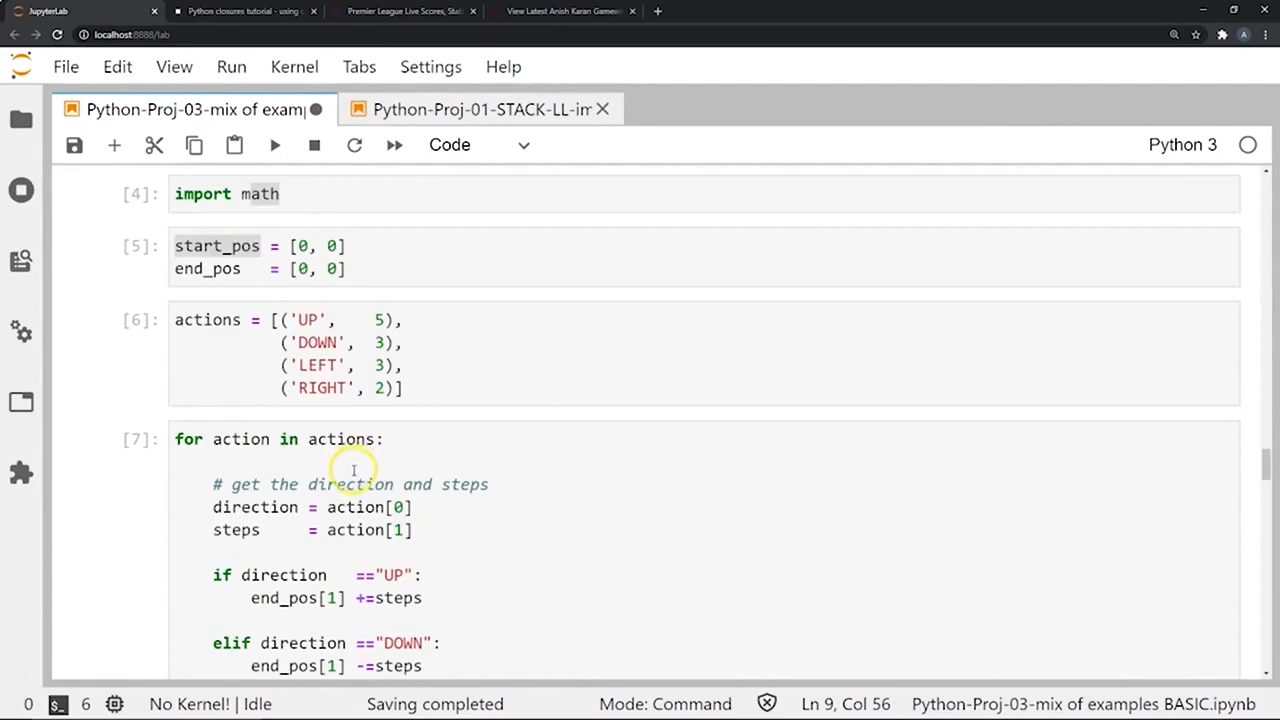 JupyterLab
Python closures tutorial - using c
Premier League Live Scores, Stat
View Latest Anish Karan Gamew
localhost:8888/lab
A
File Edit View Run Kernel Tabs Settings Help
Python-Proj-03-mix of examp
Python-Proj-01-STACK-LL-im
Code
Python 3
[4]: import math
[5]: start_pos = [0, 0]
end_pos = [0, 0]
[6]: actions = [('UP', 5),
('DOWN', 3),
('LEFT', 3),
('RIGHT', 2)]
[7]: for action in actions:
# get the direction and steps
direction = action[0]
steps = action[1]
if direction =="UP":
end_pos[1] +=steps
elif direction =="DOWN":
end_pos[1] -=steps
0 $_ 6 No Kernel! | Idle Saving completed Mode: Command Ln 9, Col 56 Python-Proj-03-mix of examples BASIC.ipynb